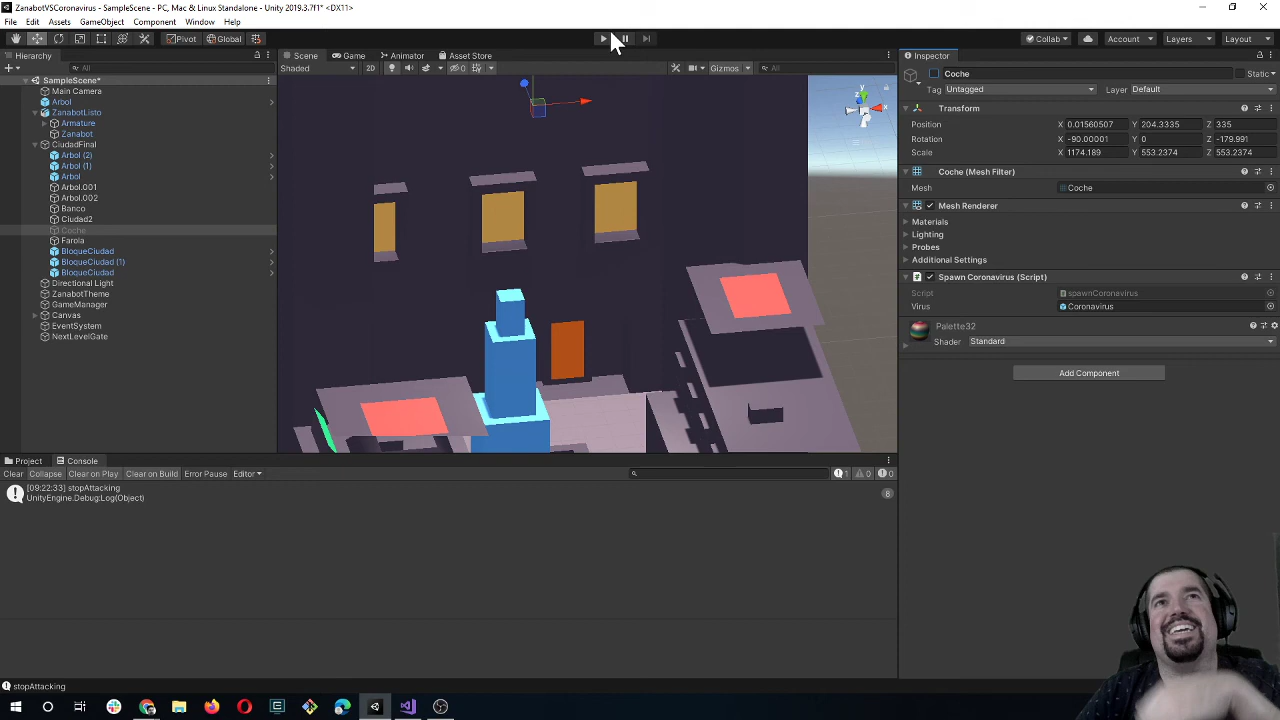 ZanabotVSCoronavirus - SampleScene - PC, Mac & Linux Standalone - Unity 2019.3.7f1* <DX11>
File Edit Assets GameObject Component Window Help
Pivot Global Collab Account Layers Layout
Hierarchy Scene Game Animator Asset Store Inspector
All
Shaded 2D 0 Gizmos All
Coche Static
Tag Untagged Layer Default
SampleScene*
Main Camera
Arbol
ZanabotListo
Armature
Zanabot
CiudadFinal
Arbol (2)
Arbol (1)
Arbol
Arbol.001
Arbol.002
Banco
Ciudad2
Coche
Farola
BloqueCiudad
BloqueCiudad (1)
BloqueCiudad
Directional Light
ZanabotTheme
GameManager
Canvas
EventSystem
NextLevelGate
y
x
z
Transform
Position X 0.01560507 Y 204.3335 Z 335
Rotation X -90.00001 Y 0 Z -179.991
Scale X 1174.189 Y 553.2374 Z 553.2374
Coche (Mesh Filter)
Mesh Coche
Mesh Renderer
Materials
Lighting
Probes
Additional Settings
Spawn Coronavirus (Script)
Script spawnCoronavirus
Virus Coronavirus
Palette32
Shader Standard
Add Component
Project Console
Clear Collapse Clear on Play Clear on Build Error Pause Editor 1 0 0
[09:22:33] stopAttacking
UnityEngine.Debug:Log(Object)
8
stopAttacking